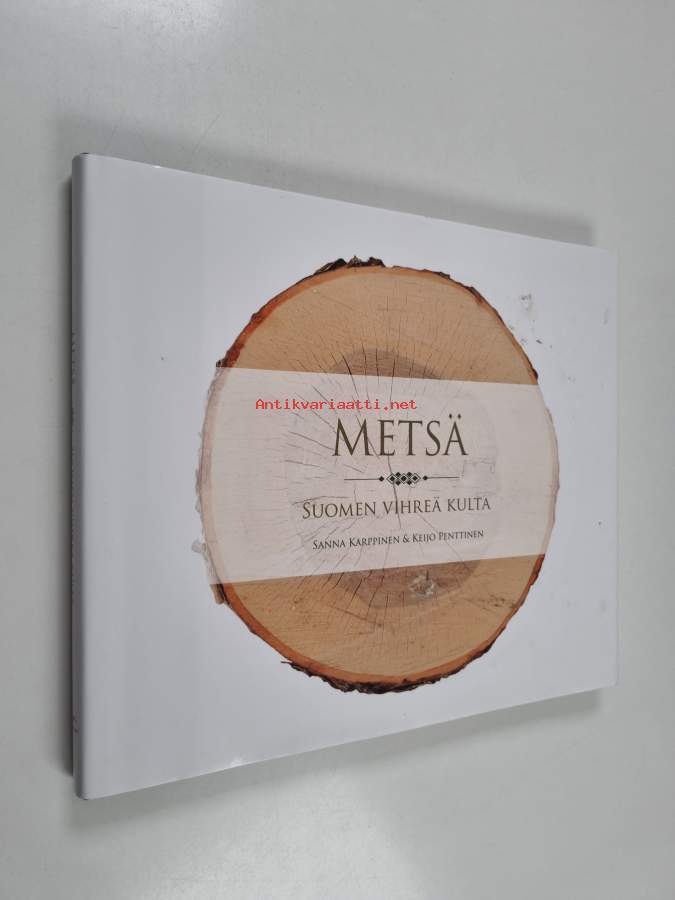 Antikvariaatti.net
METSÄ
SUOMEN VIHREÄ KULTA
SANNA KARPPINEN & KEIJO PENTTINEN